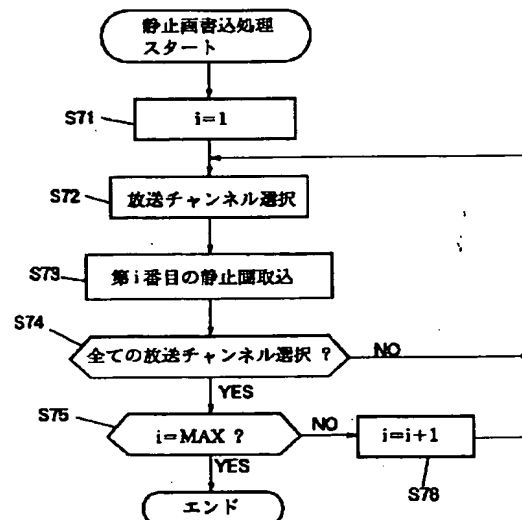 静止画書込処理
スタート
S71
i=1
S72
放送チャンネル選択
S73
第i番目の静止画取込
S74
全ての放送チャンネル選択 ?
NO
YES
S75
i=MAX ?
NO
i=i+1
S78
YES
エンド